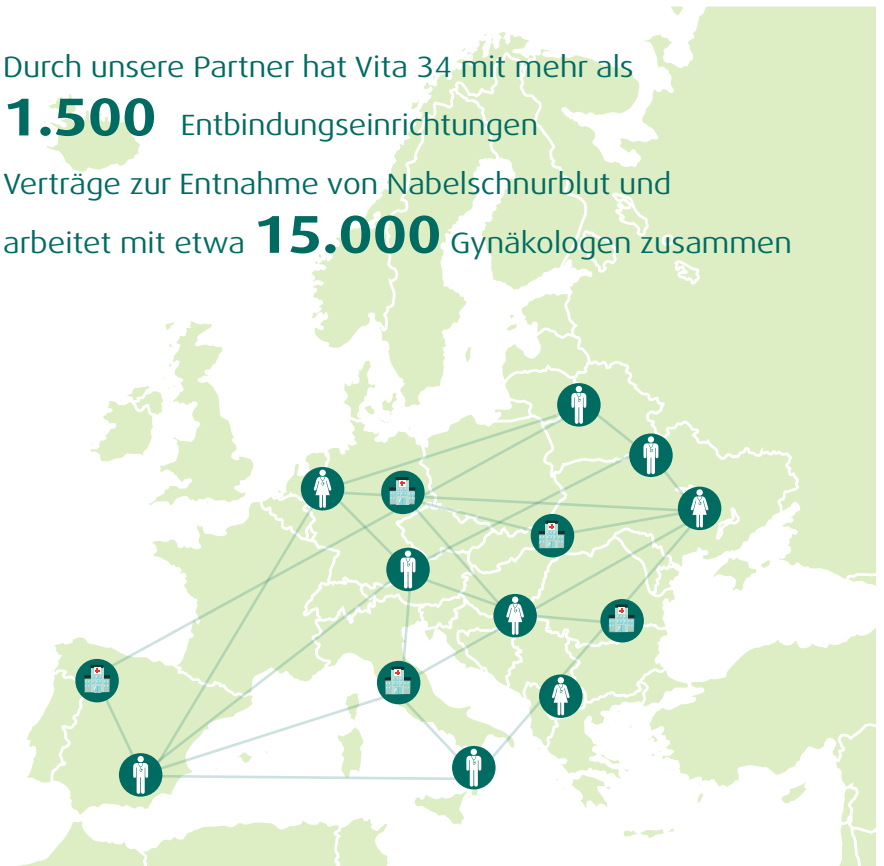 Durch unsere Partner hat Vita 34 mit mehr als
1.500 Entbindungseinrichtungen
Verträge zur Entnahme von Nabelschnurblut und
arbeitet mit etwa 15.000 Gynäkologen zusammen